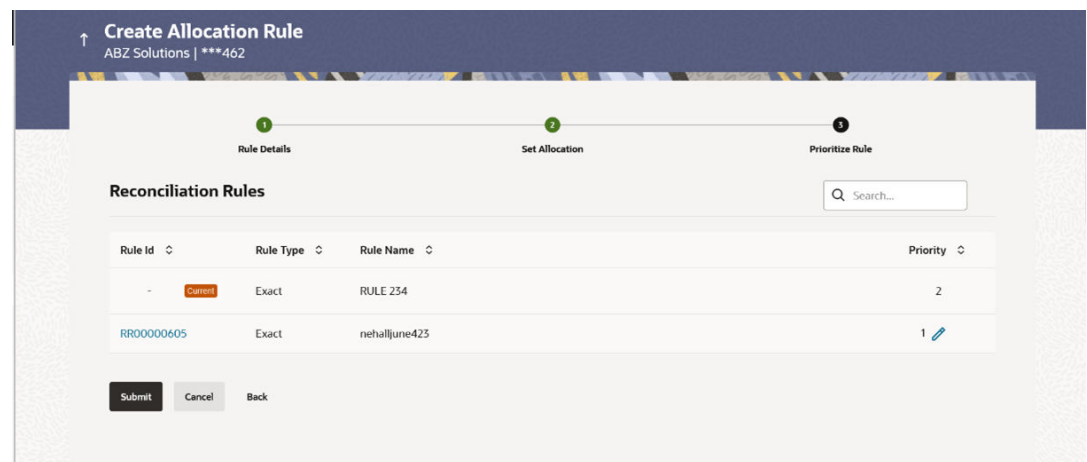 Create Allocation Rule
ABZ Solutions | ***462
1 2 3
Rule Details Set Allocation Prioritize Rule
Reconciliation Rules Search...
Rule Id Rule Type Rule Name Priority
- Current Exact RULE 234 2
RR00000605 Exact nehalljune423 1
Submit Cancel Back